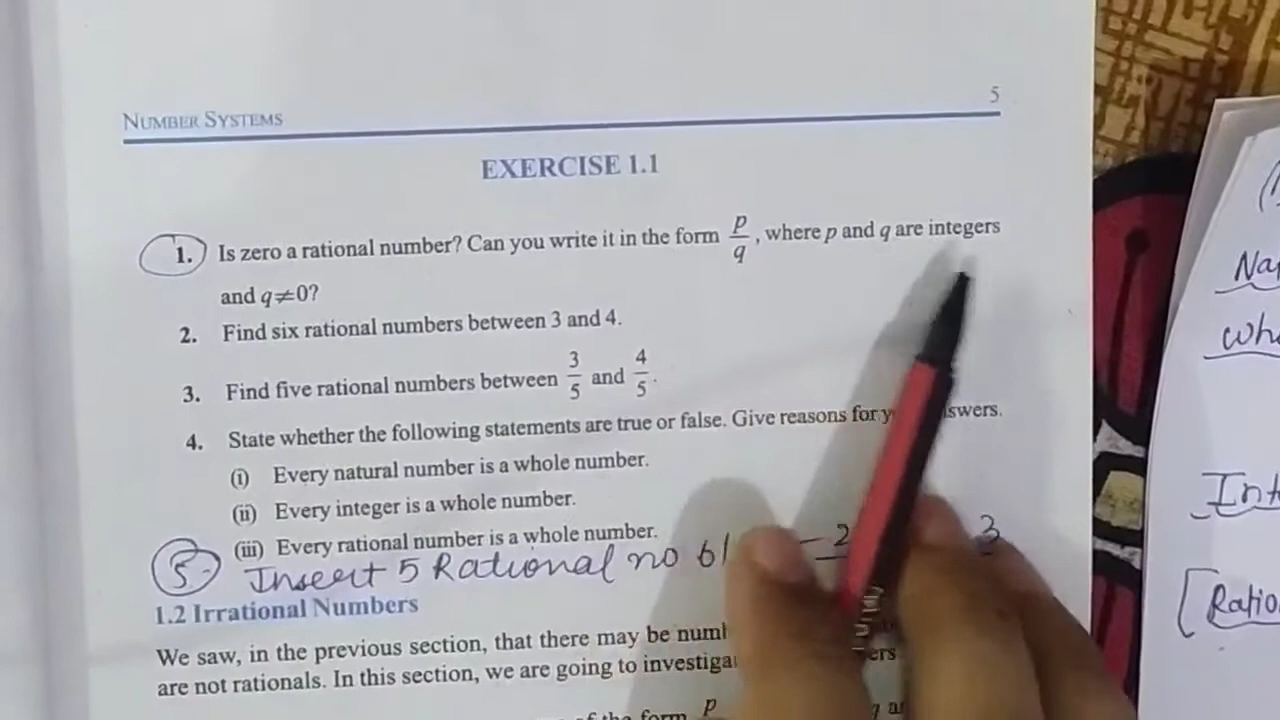 NUMBER SYSTEMS 5
EXERCISE 1.1
1. Is zero a rational number? Can you write it in the form p/q, where p and q are integers
and q≠0?
2. Find six rational numbers between 3 and 4.
3. Find five rational numbers between 3/5 and 4/5.
4. State whether the following statements are true or false. Give reasons for
(i) Every natural number is a whole number.
(ii) Every integer is a whole number.
(iii) Every rational number is a whole number.
5. Insert 5 Rational no 2 3
1.2 Irrational Numbers
We saw, in the previous section, that there may be
are not rationals. In this section, we are going to
the form p
q